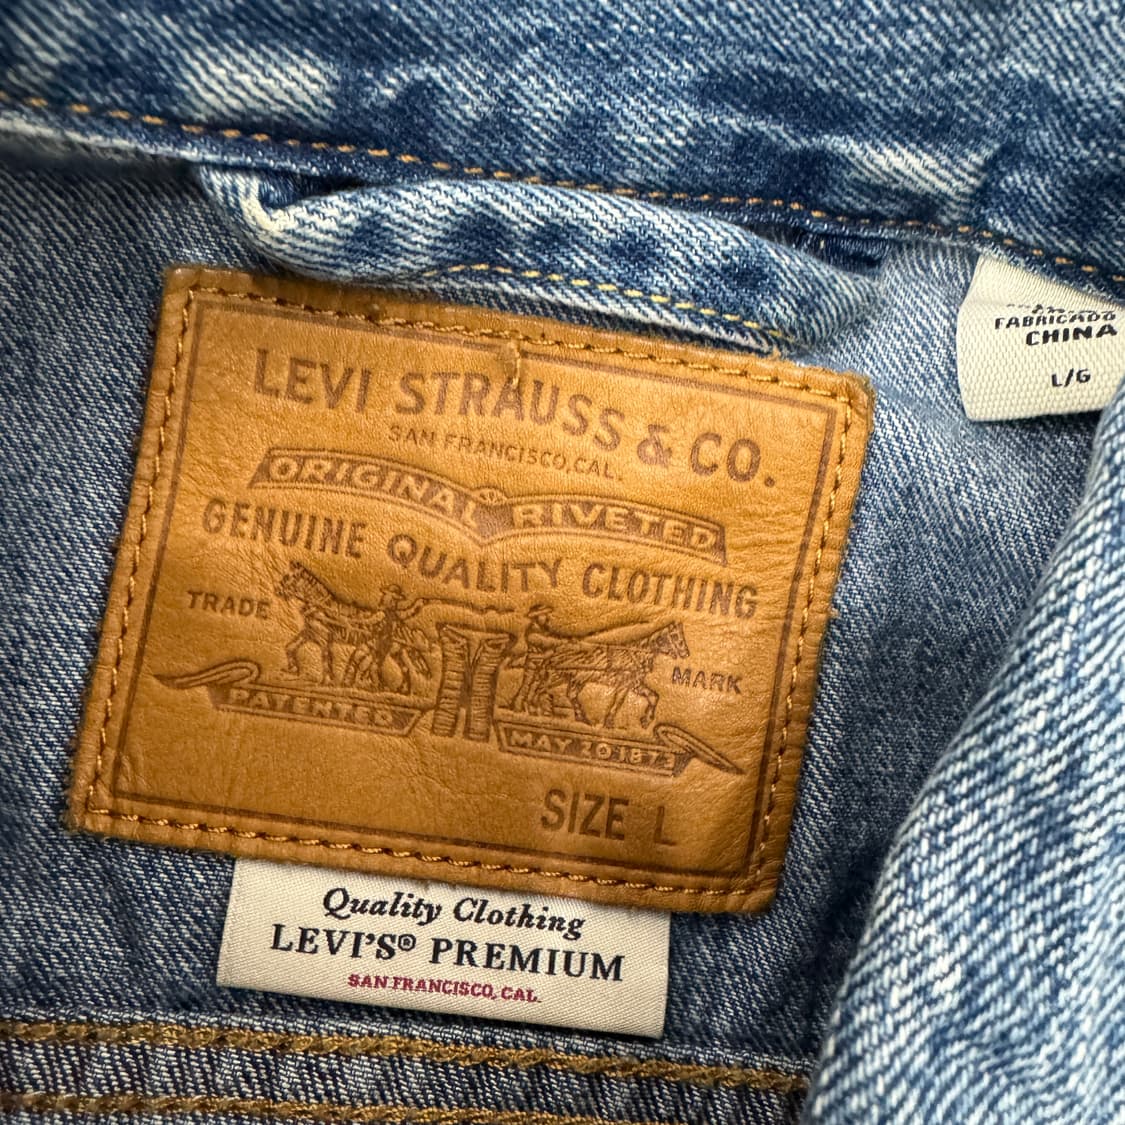 LEVI STRAUSS & CO.
SAN FRANCISCO, CAL.
ORIGINAL RIVETED
GENUINE QUALITY CLOTHING
TRADE MARK
PATENTED MAY 20 1873
SIZE L
Quality Clothing
LEVI'S® PREMIUM
SAN FRANCISCO, CAL.
FABRICADO
CHINA
L/G